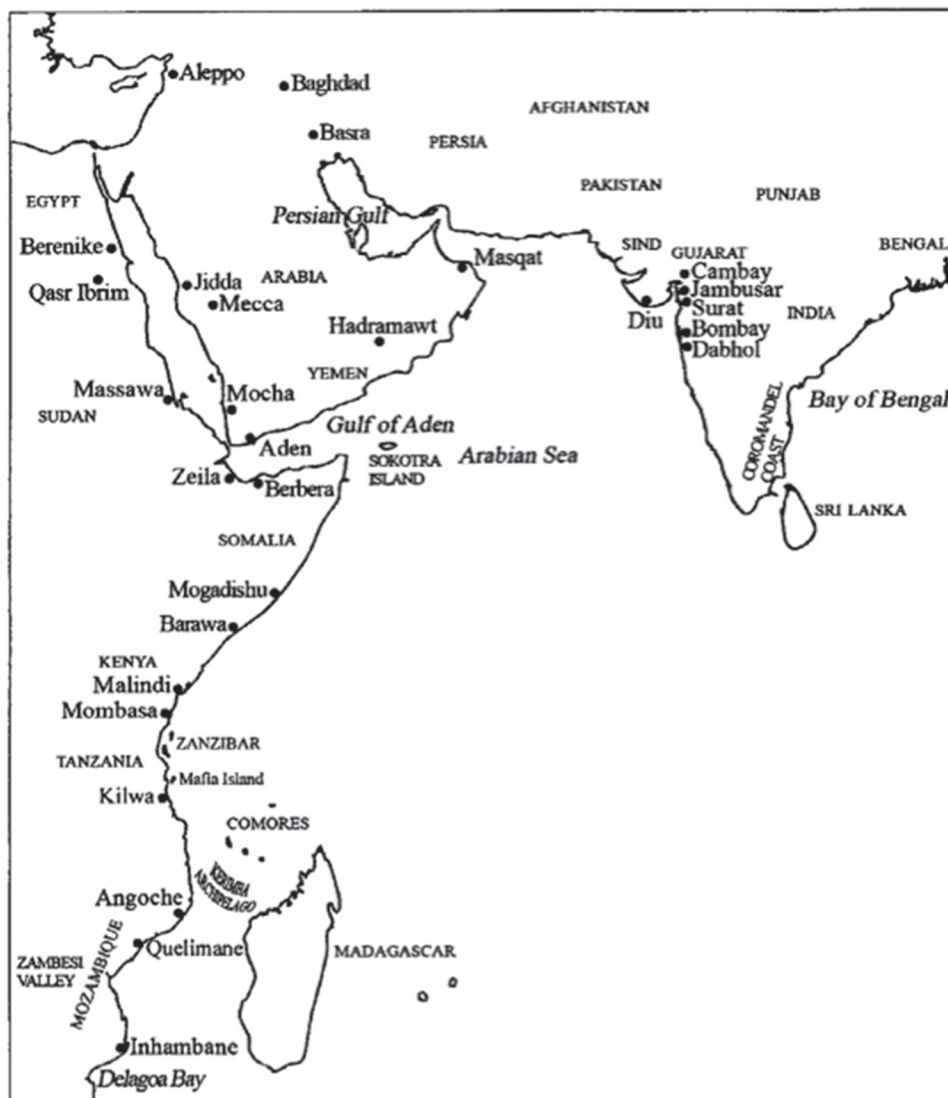 Aleppo
Baghdad
AFGHANISTAN
Basra
PERSIA
PAKISTAN
PUNJAB
EGYPT
Persian Gulf
SIND
GUJARAT
BENGAL
Berenike
Masqat
Cambay
Qasr Ibrim
Jidda
ARABIA
Jambusar
Mecca
Surat
INDIA
Diu
Hadramawt
Bombay
Dabhol
YEMEN
Massawa
Mocha
SUDAN
Gulf of Aden
Bay of Bengal
COROMANDEL
COAST
Aden
Arabian Sea
SOKOTRA
ISLAND
Zeila
Berbera
SRI LANKA
SOMALIA
Mogadishu
Barawa
KENYA
Malindi
Mombasa
ZANZIBAR
TANZANIA
Mafia Island
Kilwa
COMORES
KERIMBA
ARCHIPELAGO
Angoche
Quelimane
MADAGASCAR
ZAMBESI
VALLEY
MOZAMBIQUE
Inhambane
Delagoa Bay